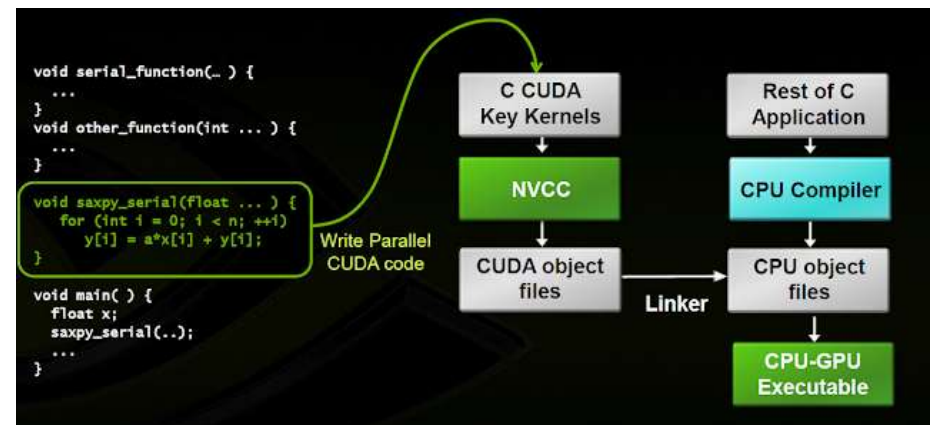 void serial_function(… ) {
...
}
void other_function(int ... ) {
...
}
void saxpy_serial(float ... ) {
for (int i = 0; i < n; ++i)
y[i] = a*x[i] + y[i];
}
void main( ) {
float x;
saxpy_serial(..);
...
}
Write Parallel
CUDA code
C CUDA
Key Kernels
NVCC
CUDA object
files
Linker
Rest of C
Application
CPU Compiler
CPU object
files
CPU-GPU
Executable